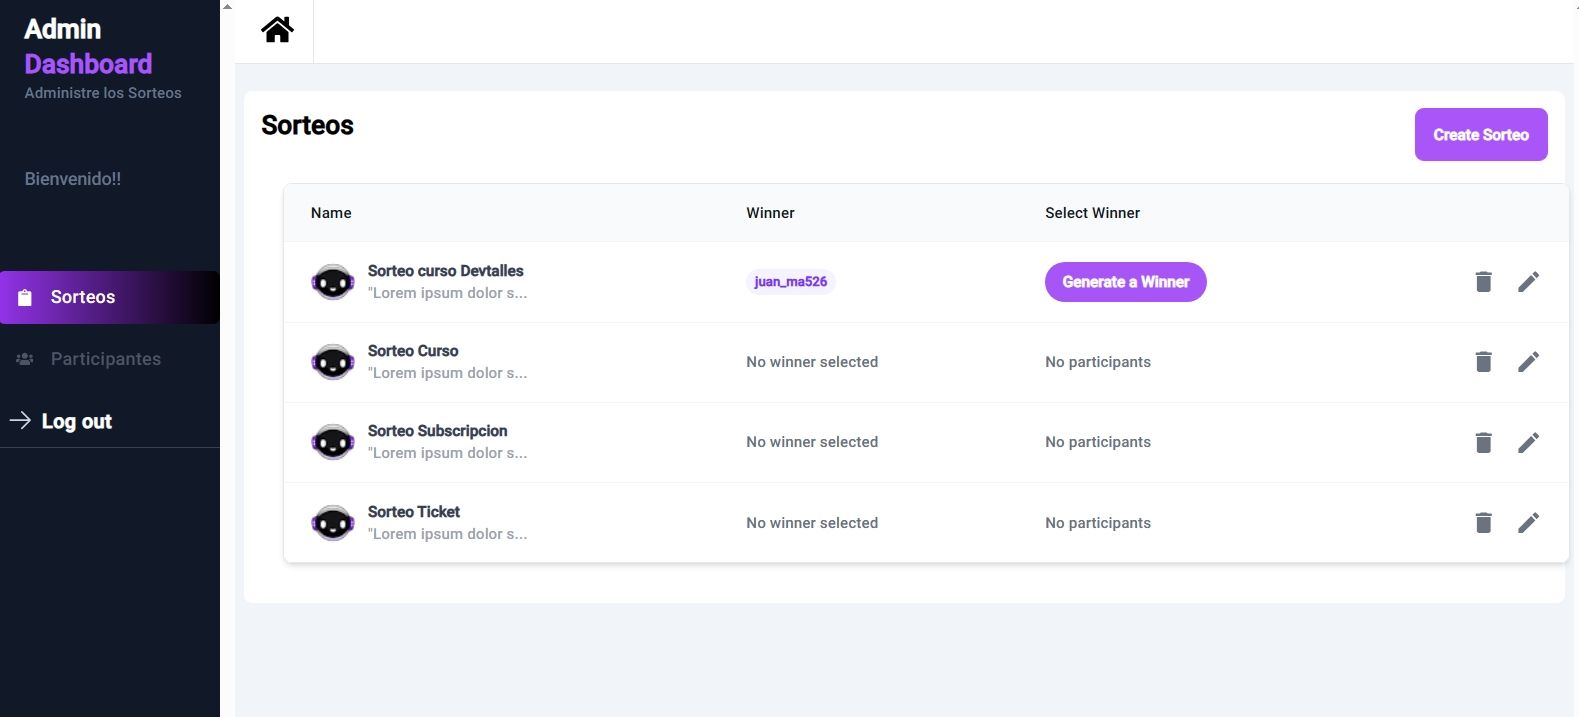 Admin
Dashboard
Administre los Sorteos
Bienvenido!!
Sorteos
Participantes
Log out
Sorteos
Create Sorteo
Name Winner Select Winner
Sorteo curso Devtalles
"Lorem ipsum dolor s...
juan_ma526
Generate a Winner
Sorteo Curso
"Lorem ipsum dolor s...
No winner selected
No participants
Sorteo Subscripcion
"Lorem ipsum dolor s...
No winner selected
No participants
Sorteo Ticket
"Lorem ipsum dolor s...
No winner selected
No participants